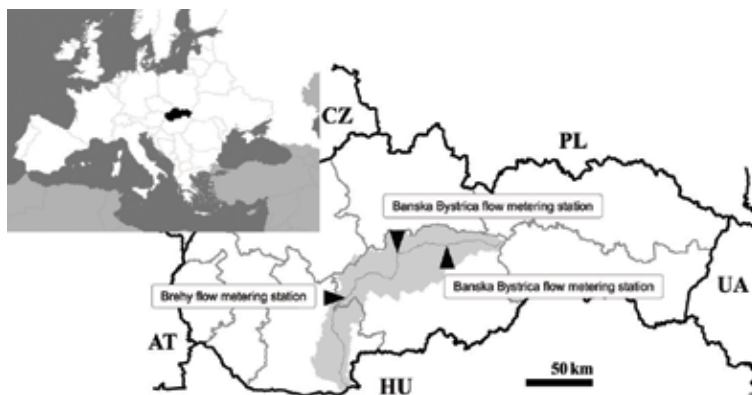 CZ
PL
Banska Bystrica flow metering station
Brehy flow metering station
Banska Bystrica flow metering station
UA
AT
50 km
HU